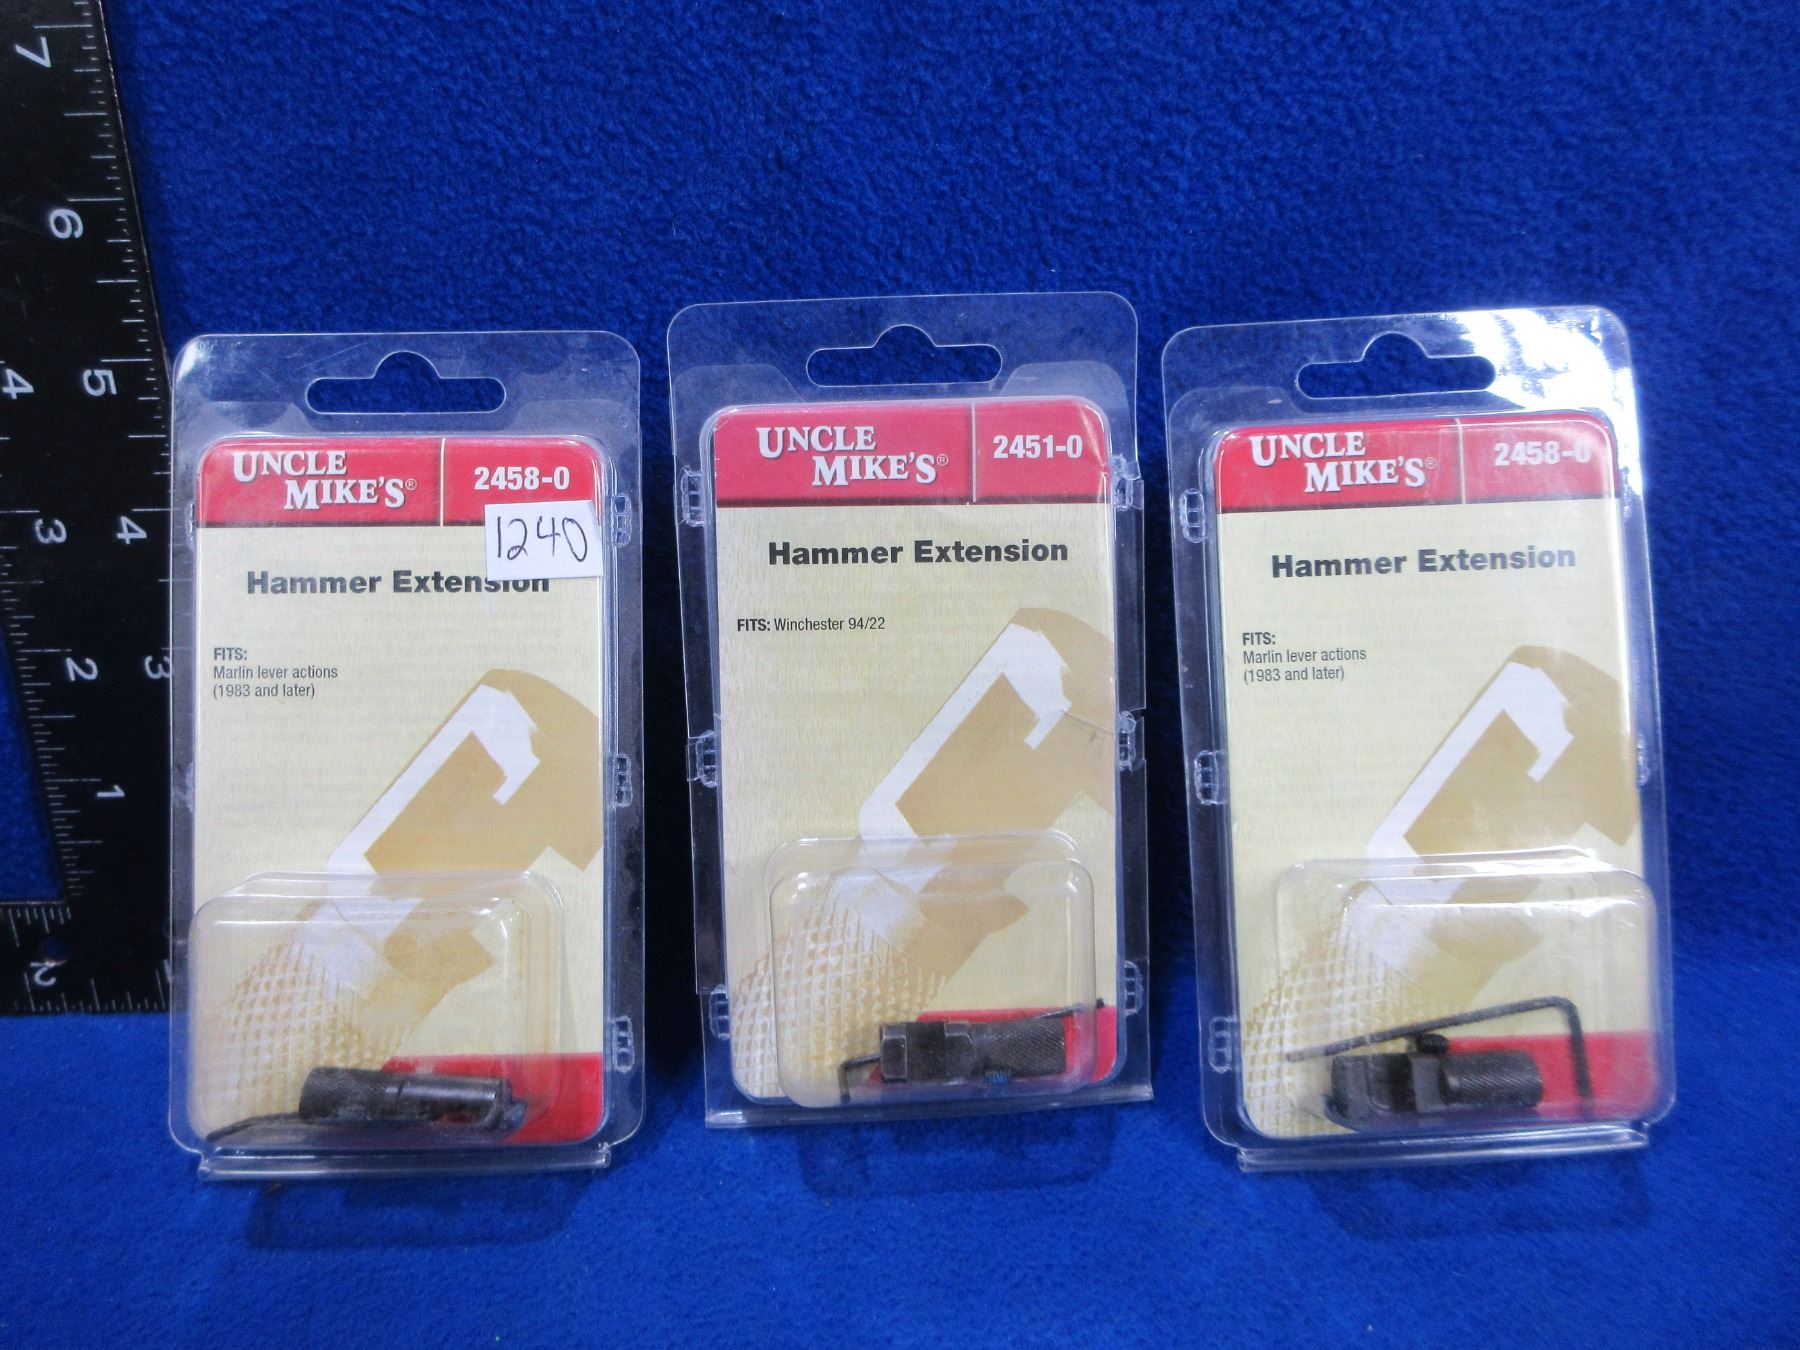 7
6
5
4
4
3
3
2
1
2
UNCLE
MIKE'S®
2458-0
1240
Hammer Extension
FITS:
Marlin lever actions
(1983 and later)
UNCLE
MIKE'S®
2451-0
Hammer Extension
FITS: Winchester 94/22
UNCLE
MIKE'S®
2458-0
Hammer Extension
FITS:
Marlin lever actions
(1983 and later)